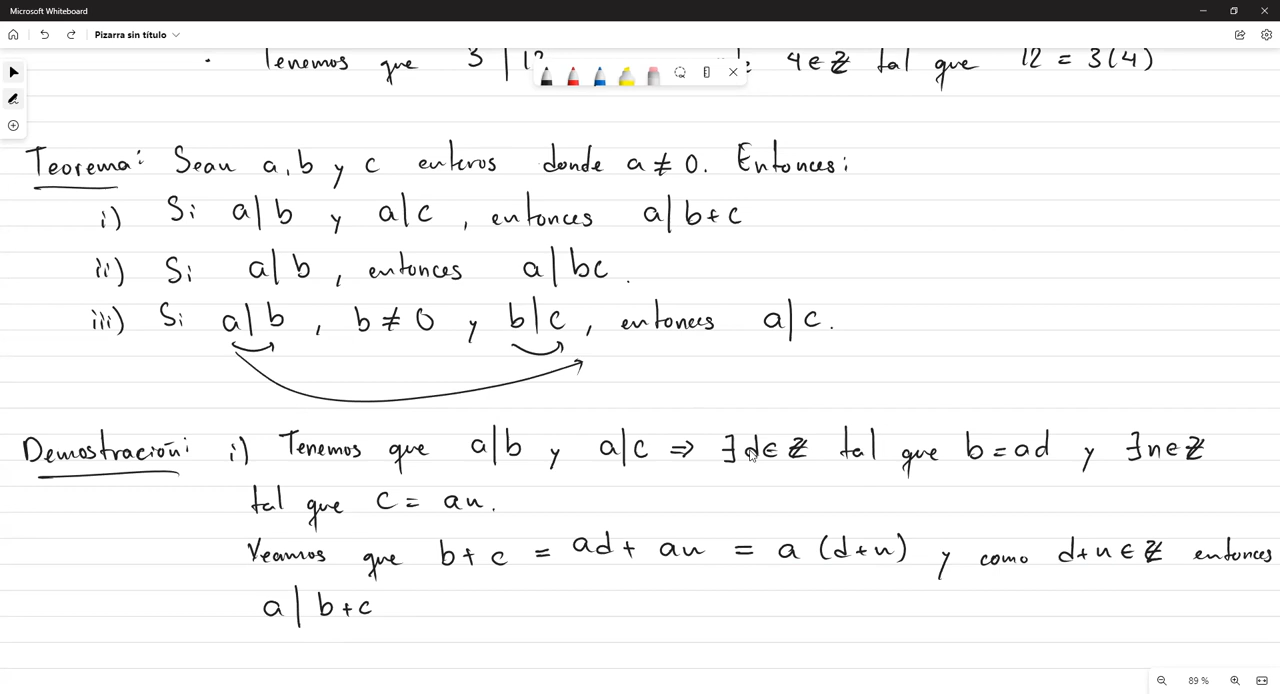 Microsoft Whiteboard
Pizarra sin título
Tenemos que 3 | 12 4 ∈ ℤ tal que 12 = 3(4)
Teorema: Sean a, b y c enteros donde a ≠ 0. Entonces:
i) Si a|b y a|c, entonces a|b+c
ii) Si a|b, entonces a|bc.
iii) Si a|b, b ≠ 0 y b|c, entonces a|c.
Demostración: i) Tenemos que a|b y a|c ⇒ ∃d∈ℤ tal que b=ad y ∃n∈ℤ
tal que c = an.
Veamos que b+c = ad+an = a(d+n) y como d+n∈ℤ entonces
a|b+c
89 %